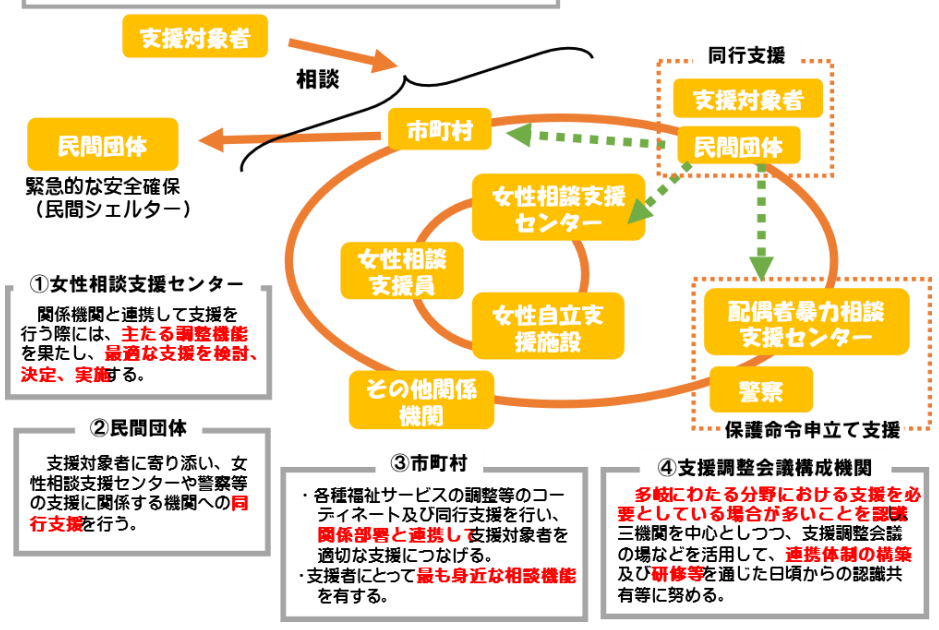 支援対象者
相談
同行支援
支援対象者
民間団体
市町村
民間団体
緊急的な安全確保
（民間シェルター）
女性相談支援
センター
女性相談
支援員
女性自立支
援施設
その他関係
機関
配偶者暴力相談
支援センター
警察
保護命令申立て支援
①女性相談支援センター
関係機関と連携して支援を
行う際には、主たる調整機能
を果たし、最適な支援を検討、
決定、実施する。
②民間団体
支援対象者に寄り添い、女
性相談支援センターや警察等
の支援に関係する機関への同
行支援を行う。
③市町村
・各種福祉サービスの調整等のコー
ディネート及び同行支援を行い、
関係部署と連携して支援対象者を
適切な支援につなげる。
・支援者にとって最も身近な相談機能
を有する。
④支援調整会議構成機関
多岐にわたる分野における支援を必
要としている場合が多いことを認識し、
三機関を中心としつつ、支援調整会議
の場などを活用して、連携体制の構築
及び研修等を通じた日頃からの認識共
有等に努める。